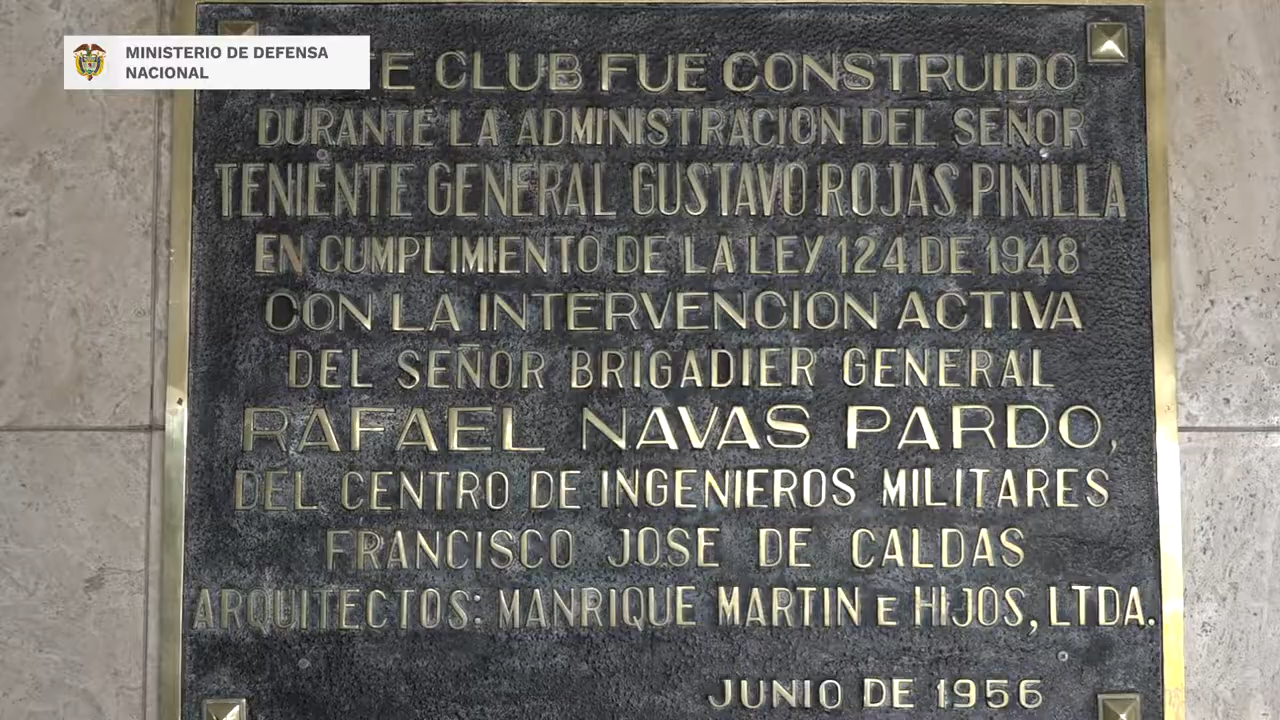 MINISTERIO DE DEFENSA
NACIONAL
E CLUB FUE CONSTRUIDO
DURANTE LA ADMINISTRACION DEL SEÑOR
TENIENTE GENERAL GUSTAVO ROJAS PINILLA
EN CUMPLIMIENTO DE LA LEY 124 DE 1948
CON LA INTERVENCION ACTIVA
DEL SEÑOR BRIGADIER GENERAL
RAFAEL NAVAS PARDO,
DEL CENTRO DE INGENIEROS MILITARES
FRANCISCO JOSE DE CALDAS
ARQUITECTOS: MANRIQUE MARTIN E HIJOS, LTDA.
JUNIO DE 1956